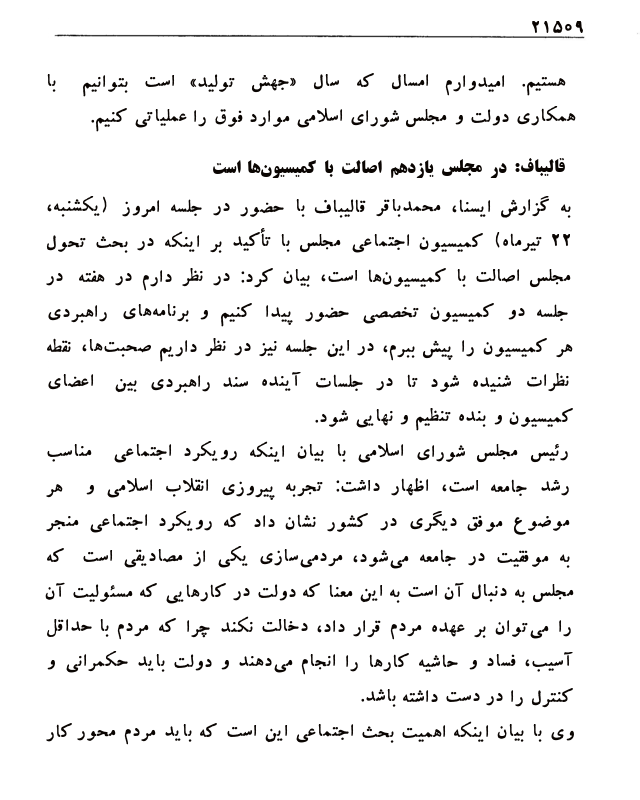 ۲۱۵۰۹
هستیم. امیدوارم امسال که سال «جهش تولید» است بتوانیم با
همکاری دولت و مجلس شورای اسلامی موارد فوق را عملیاتی کنیم.
قالیباف: در مجلس یازدهم اصالت با کمیسیون‌ها است
به گزارش ایسنا، محمدباقر قالیباف با حضور در جلسه امروز (یکشنبه،
۲۲ تیرماه) کمیسیون اجتماعی مجلس با تأکید بر اینکه در بحث تحول
مجلس اصالت با کمیسیون‌ها است، بیان کرد: در نظر دارم در هفته در
جلسه دو کمیسیون تخصصی حضور پیدا کنیم و برنامه‌های راهبردی
هر کمیسیون را پیش ببرم، در این جلسه نیز در نظر داریم صحبت‌ها، نقطه
نظرات شنیده شود تا در جلسات آینده سند راهبردی بین اعضای
کمیسیون و بنده تنظیم و نهایی شود.
رئیس مجلس شورای اسلامی با بیان اینکه رویکرد اجتماعی مناسب
رشد جامعه است، اظهار داشت: تجربه پیروزی انقلاب اسلامی و هر
موضوع موفق دیگری در کشور نشان داد که رویکرد اجتماعی منجر
به موفقیت در جامعه می‌شود، مردمی‌سازی یکی از مصادیقی است که
مجلس به دنبال آن است به این معنا که دولت در کارهایی که مسئولیت آن
را می‌توان بر عهده مردم قرار داد، دخالت نکند چرا که مردم با حداقل
آسیب، فساد و حاشیه کارها را انجام می‌دهند و دولت باید حکمرانی و
کنترل را در دست داشته باشد.
وی با بیان اینکه اهمیت بحث اجتماعی این است که باید مردم محور کار